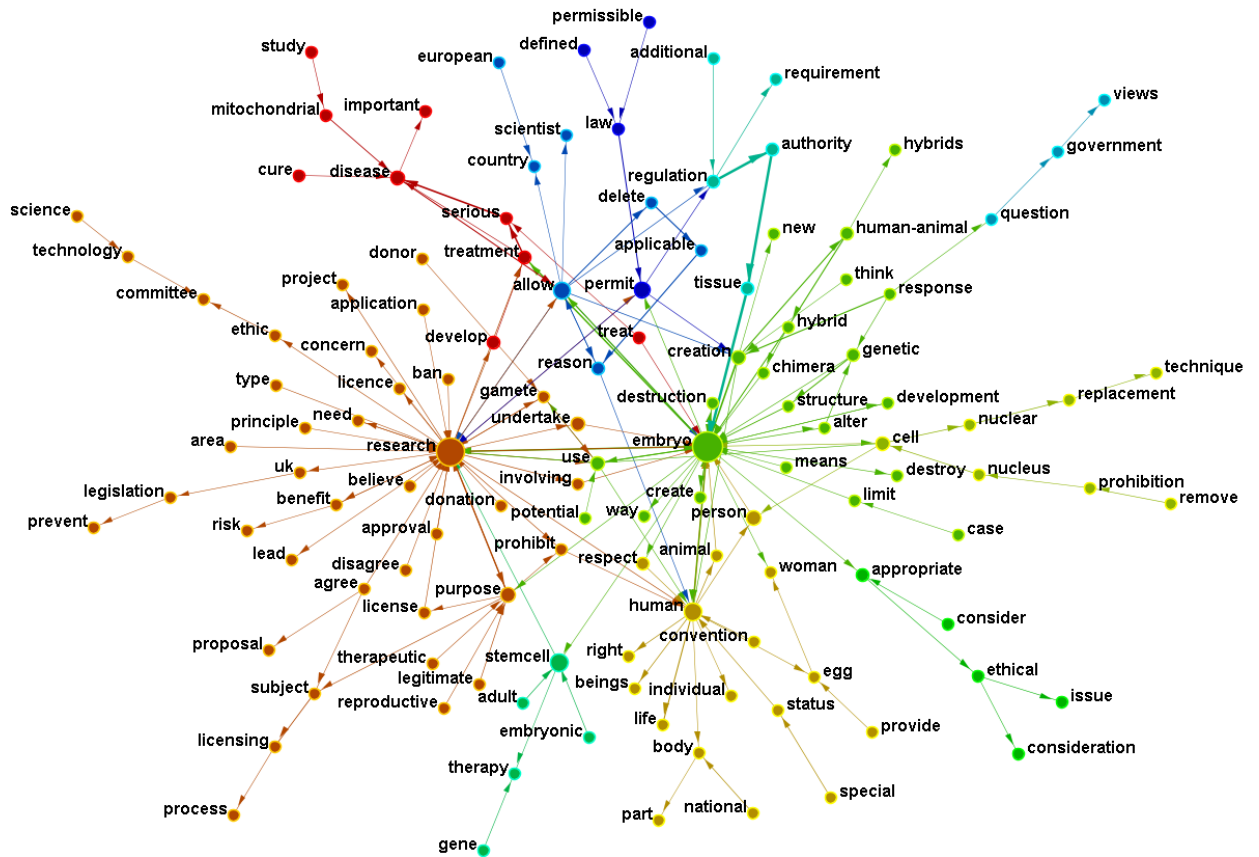 permissible
study
defined
european
additional
requirement
views
mitochondrial
important
law
scientist
authority
hybrids
government
country
cure
disease
regulation
delete
science
serious
new
human-animal
question
donor
treatment
applicable
technology
project
allow
permit
tissue
think
response
committee
application
ethic
develop
treat
hybrid
concern
reason
creation
chimera
genetic
type
licence
ban
gamete
destruction
structure
development
technique
replacement
principle
need
undertake
alter
nuclear
area
research
embryo
cell
uk
believe
use
means
destroy
nucleus
legislation
benefit
donation
involving
create
limit
prohibition
prevent
risk
approval
potential
way
person
case
remove
lead
disagree
prohibit
respect
animal
woman
appropriate
agree
license
purpose
human
consider
proposal
therapeutic
stemcell
right
convention
egg
ethical
subject
legitimate
reproductive
adult
beings
individual
status
issue
licensing
embryonic
life
body
provide
consideration
process
therapy
part
national
special
gene